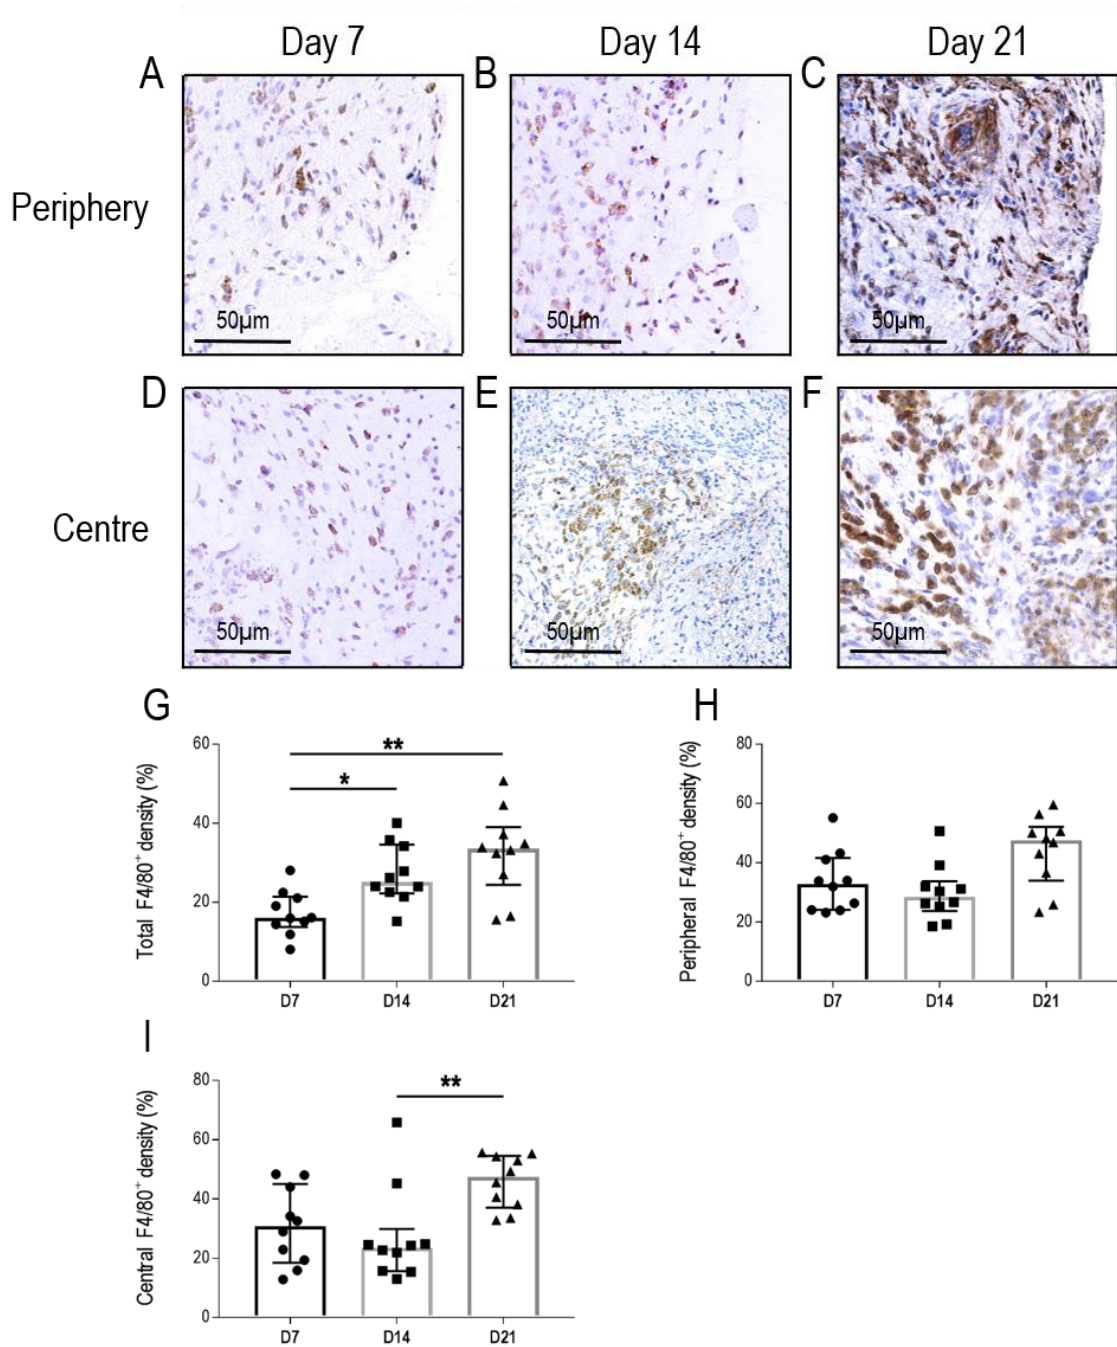 Day 7 Day 14 Day 21
A B C
Periphery
50µm 50µm 50µm
D E F
Centre
50µm 50µm 50µm
G H
Total F4/80⁺ density (%)
60
40
20
0
**
*
D7 D14 D21
Peripheral F4/80⁺ density (%)
80
60
40
20
0
D7 D14 D21
I
Central F4/80⁺ density (%)
80
60
40
20
0
**
D7 D14 D21